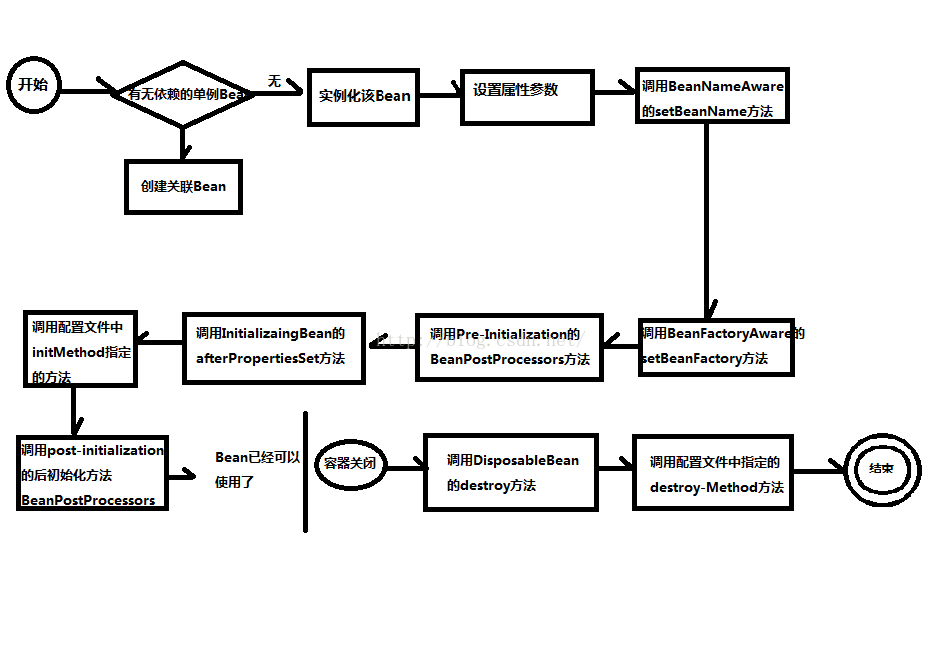 开始
有无依赖的单例Bea
无
实例化该Bean
设置属性参数
调用BeanNameAware
的setBeanName方法
创建关联Bean
调用配置文件中
initMethod指定
的方法
调用InitializaingBean的
afterPropertiesSet方法
http://blog.csdn.net/
调用Pre-Initialization的
BeanPostProcessors方法
调用BeanFactoryAware的
setBeanFactory方法
调用post-initialization
的后初始化方法
BeanPostProcessors
Bean已经可以
使用了
容器关闭
调用DisposableBean
的destroy方法
调用配置文件中指定的
destroy-Method方法
结束